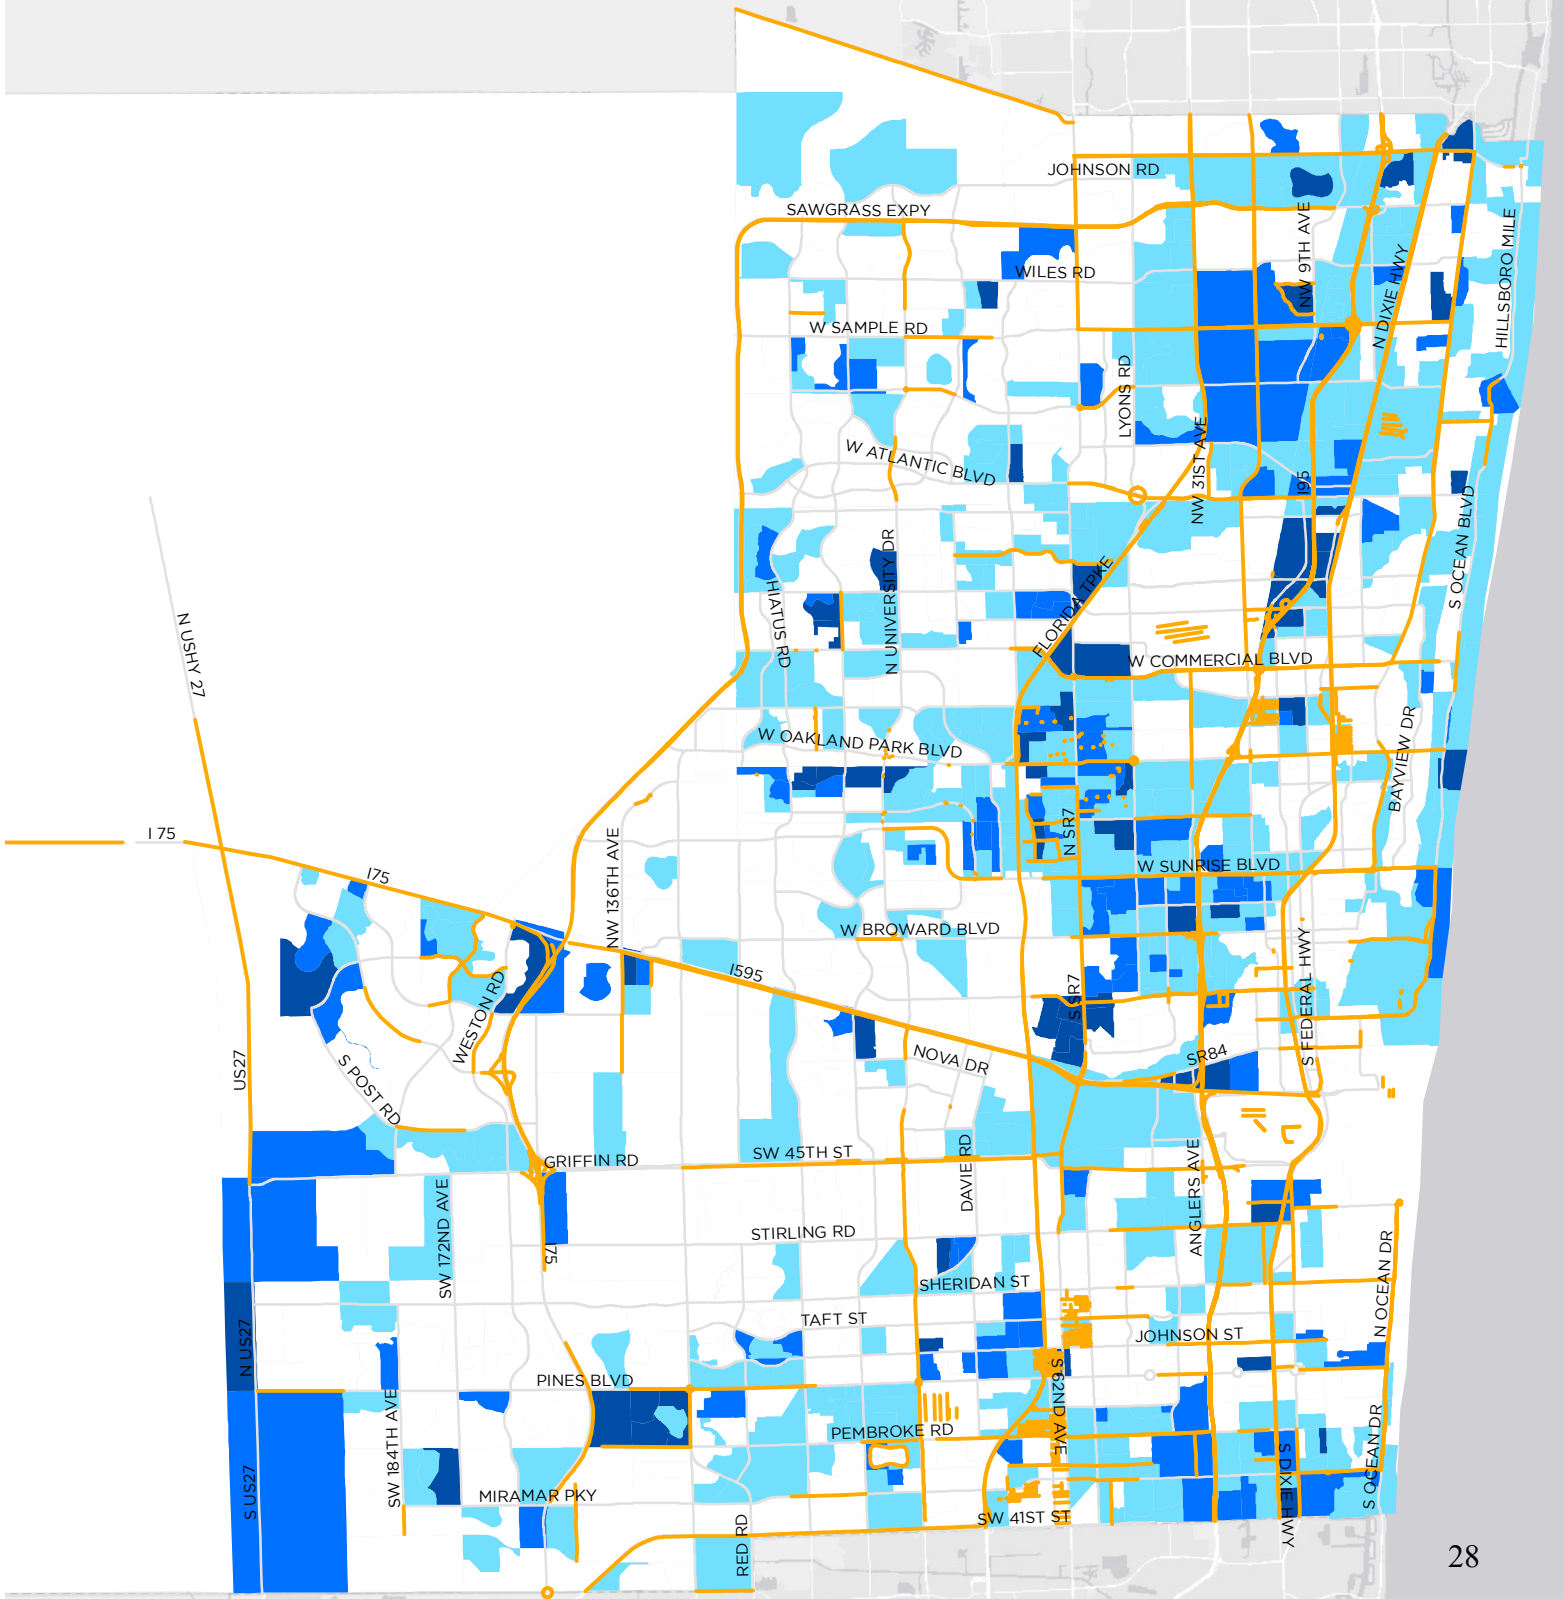 JOHNSON RD
SAWGRASS EXPY
NW 9TH AVE
HILLSBORO MILE
WILES RD
N DIXIE HWY
W SAMPLE RD
LYONS RD
W ATLANTIC BLVD
NW 31ST AVE
I95
S OCEAN BLVD
N UNIVERSITY DR
FLORIDA TPKE
HIATUS RD
N USHY 27
W COMMERCIAL BLVD
W OAKLAND PARK BLVD
BAYVIEW DR
I 75
N SR7
I75
NW 136TH AVE
W SUNRISE BLVD
W BROWARD BLVD
S FEDERAL HWY
I595
WESTON RD
S SR7
US27
S POST RD
NOVA DR
SR84
GRIFFIN RD
SW 45TH ST
DAVIE RD
ANGLERS AVE
SW 172ND AVE
STIRLING RD
I75
SHERIDAN ST
N OCEAN DR
N US27
TAFT ST
JOHNSON ST
PINES BLVD
S 62ND AVE
SW 184TH AVE
PEMBROKE RD
S OCEAN DR
S US27
MIRAMAR PKY
S DIXIE HWY
SW 41ST ST
RED RD
28